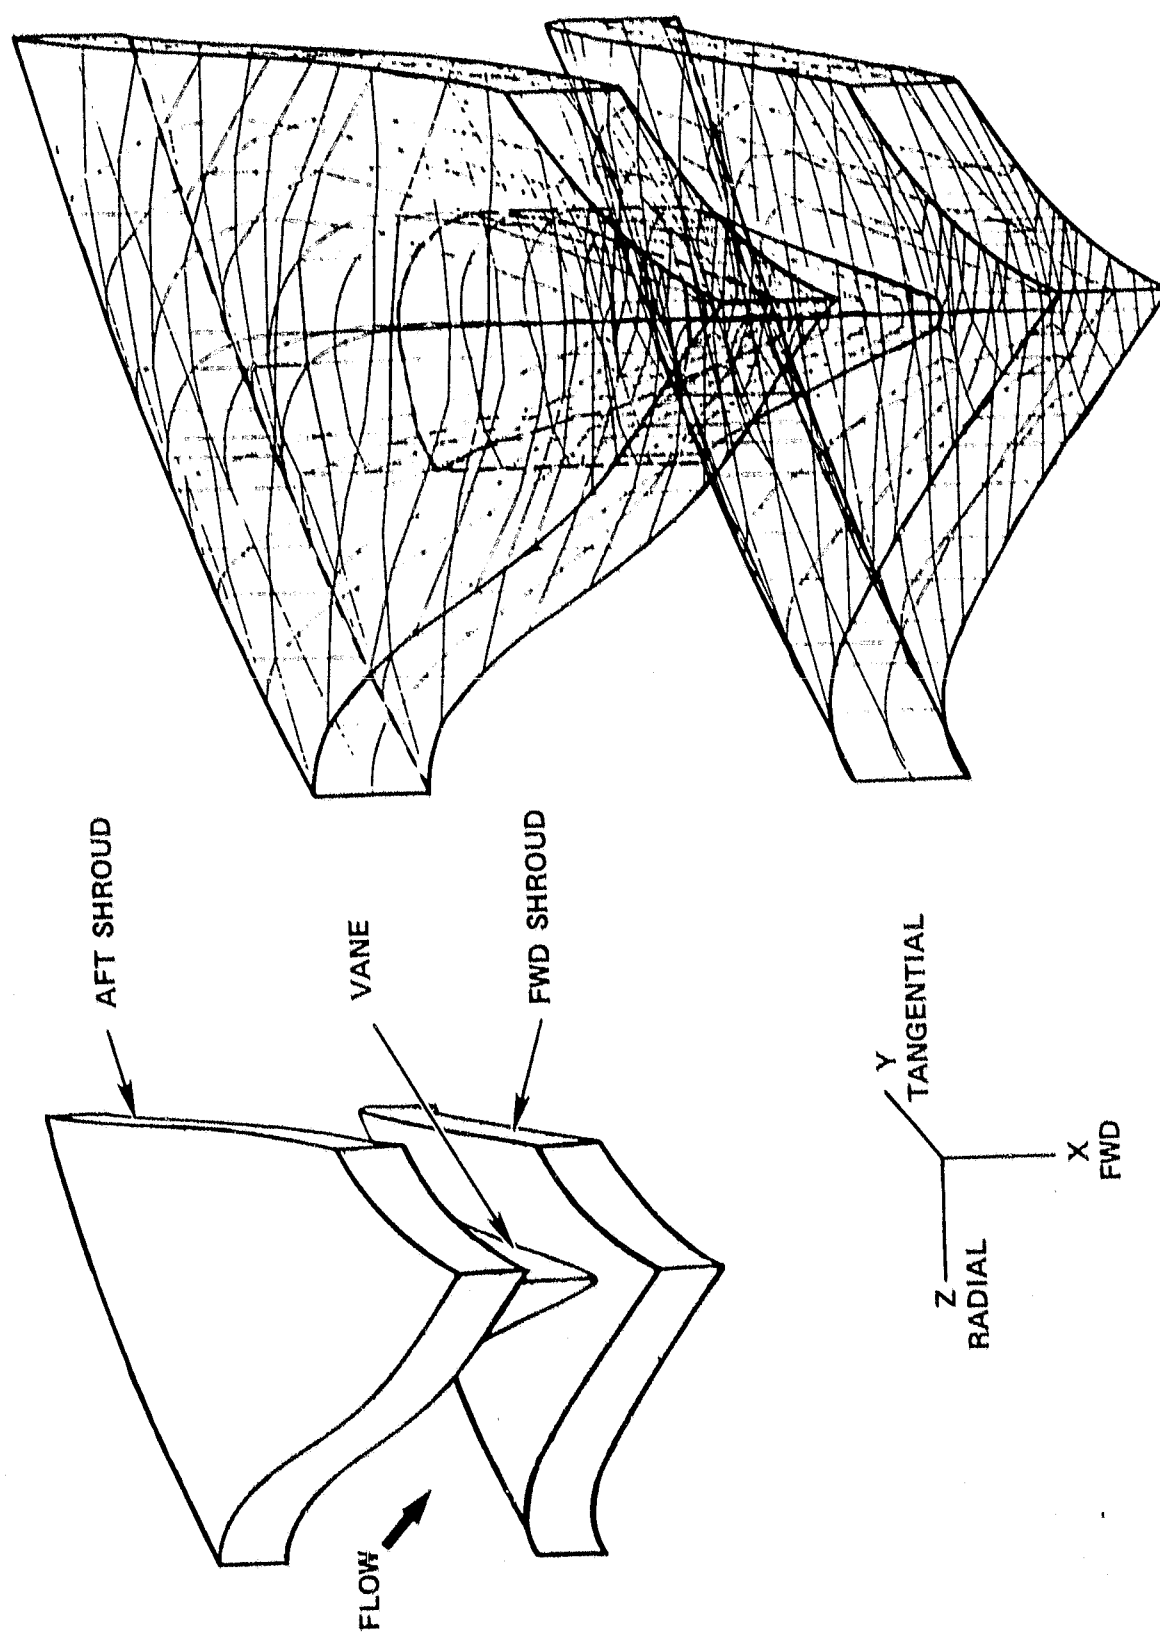 AFT SHROUD
VANE
FWD SHROUD
FLOW
Y
TANGENTIAL
X
FWD
Z
RADIAL